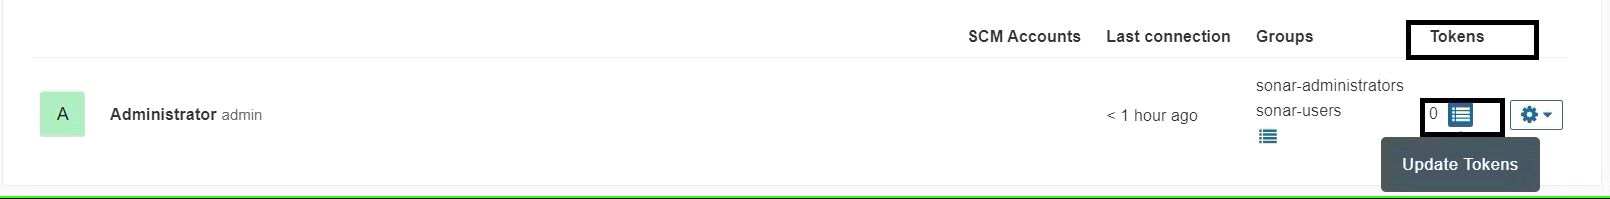 SCM Accounts Last connection Groups Tokens
A Administrator admin < 1 hour ago sonar-administrators
sonar-users
0
Update Tokens